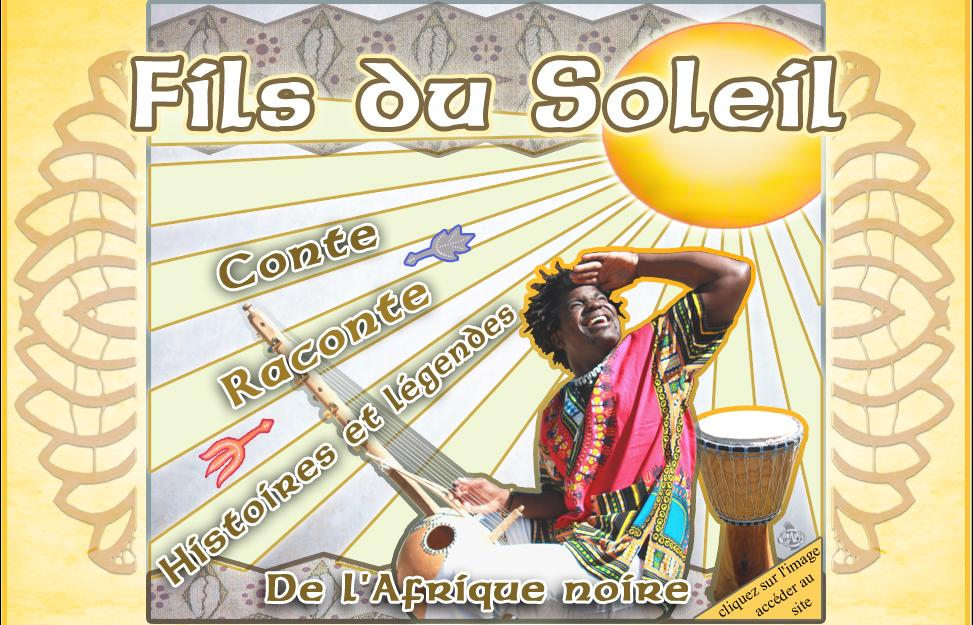 Fils du Soleil
Conte
Raconte
Histoires et légendes
De l'Afrique noire
cliquez sur l'image
accéder au
site